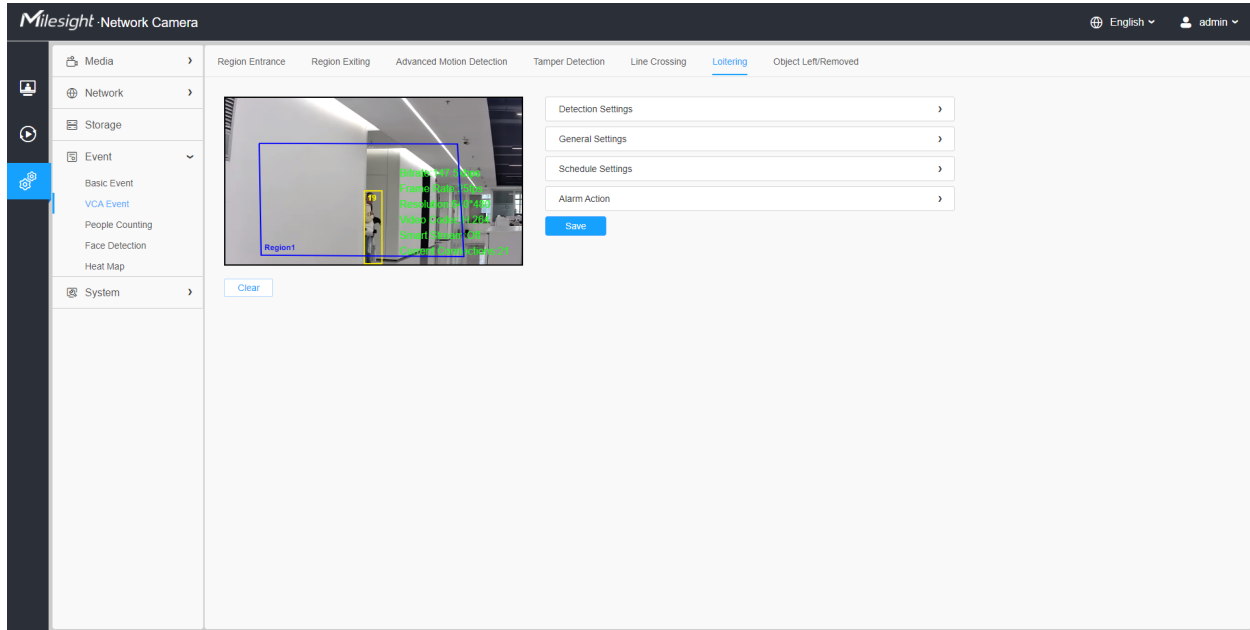 Milesight ·Network Camera
English
admin
Media
Network
Storage
Event
Basic Event
VCA Event
People Counting
Face Detection
Heat Map
System
Region Entrance
Region Exiting
Advanced Motion Detection
Tamper Detection
Line Crossing
Loitering
Object Left/Removed
19
Region1
Clear
Detection Settings
General Settings
Schedule Settings
Alarm Action
Save